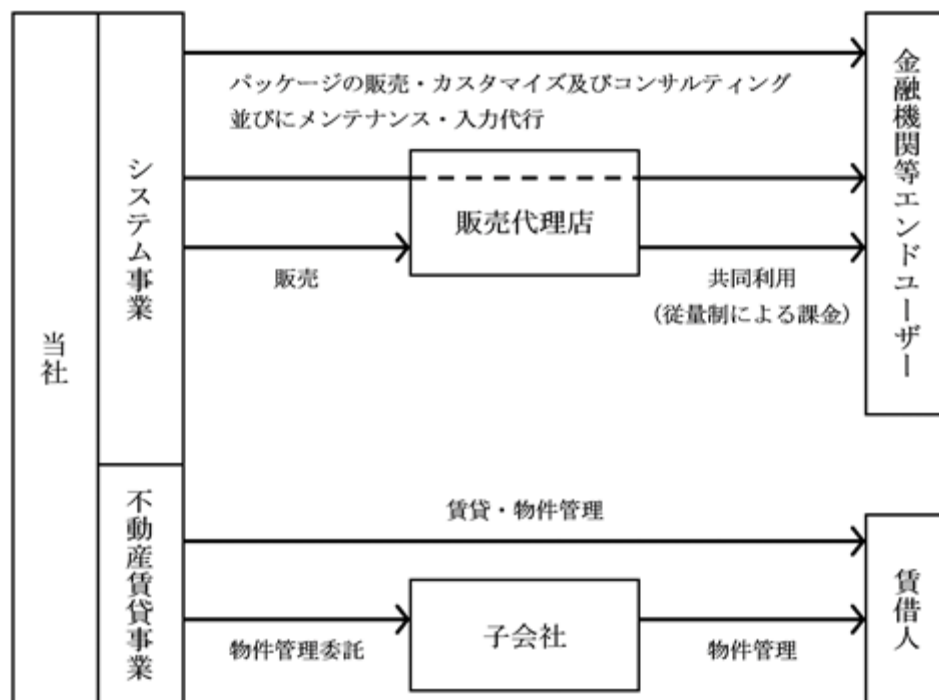 当社
システム事業
パッケージの販売・カスタマイズ及びコンサルティング
並びにメンテナンス・入力代行
販売代理店
販売
共同利用
(従量制による課金)
金融機関等エンドユーザー
不動産賃貸事業
賃貸・物件管理
子会社
物件管理委託
物件管理
賃借人